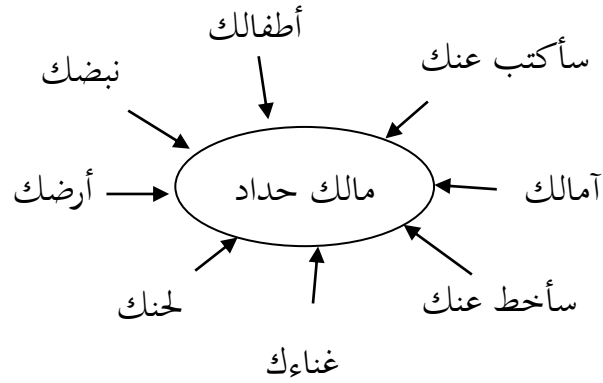 أطفالك
سأكتب عنك
نبضك
آمالك
مالك حداد
أرضك
سأخط عنك
لحنك
غناءك